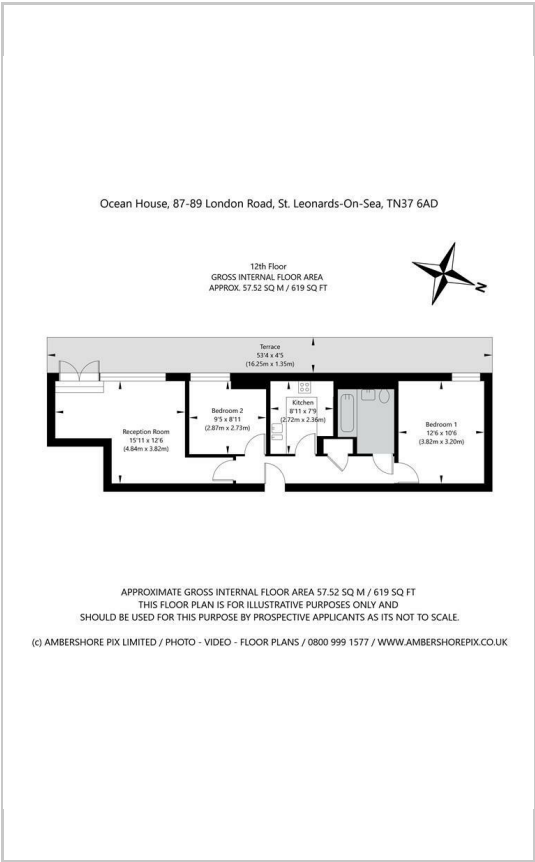 Ocean House, 87-89 London Road, St. Leonards-On-Sea, TN37 6AD
12th Floor
GROSS INTERNAL FLOOR AREA
APPROX. 57.52 SQ M / 619 SQ FT
N
Terrace
53'4 x 4'5
(16.25m x 1.35m)
Reception Room
15'11 x 12'6
(4.84m x 3.82m)
Bedroom 2
9'5 x 8'11
(2.87m x 2.73m)
Kitchen
8'11 x 7'9
(2.72m x 2.36m)
Bedroom 1
12'6 x 10'6
(3.82m x 3.20m)
APPROXIMATE GROSS INTERNAL FLOOR AREA 57.52 SQ M / 619 SQ FT
THIS FLOOR PLAN IS FOR ILLUSTRATIVE PURPOSES ONLY AND
SHOULD BE USED FOR THIS PURPOSE BY PROSPECTIVE APPLICANTS AS ITS NOT TO SCALE.
(c) AMBERSHORE PIX LIMITED / PHOTO - VIDEO - FLOOR PLANS / 0800 999 1577 / WWW.AMBERSHOREPIX.CO.UK